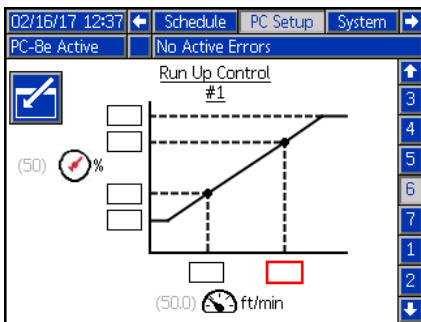 02/16/17 12:37 Schedule PC Setup System
PC-8e Active No Active Errors
Run Up Control
#1
3
4
5
6
7
1
2
(50) %
(50.0) ft/min